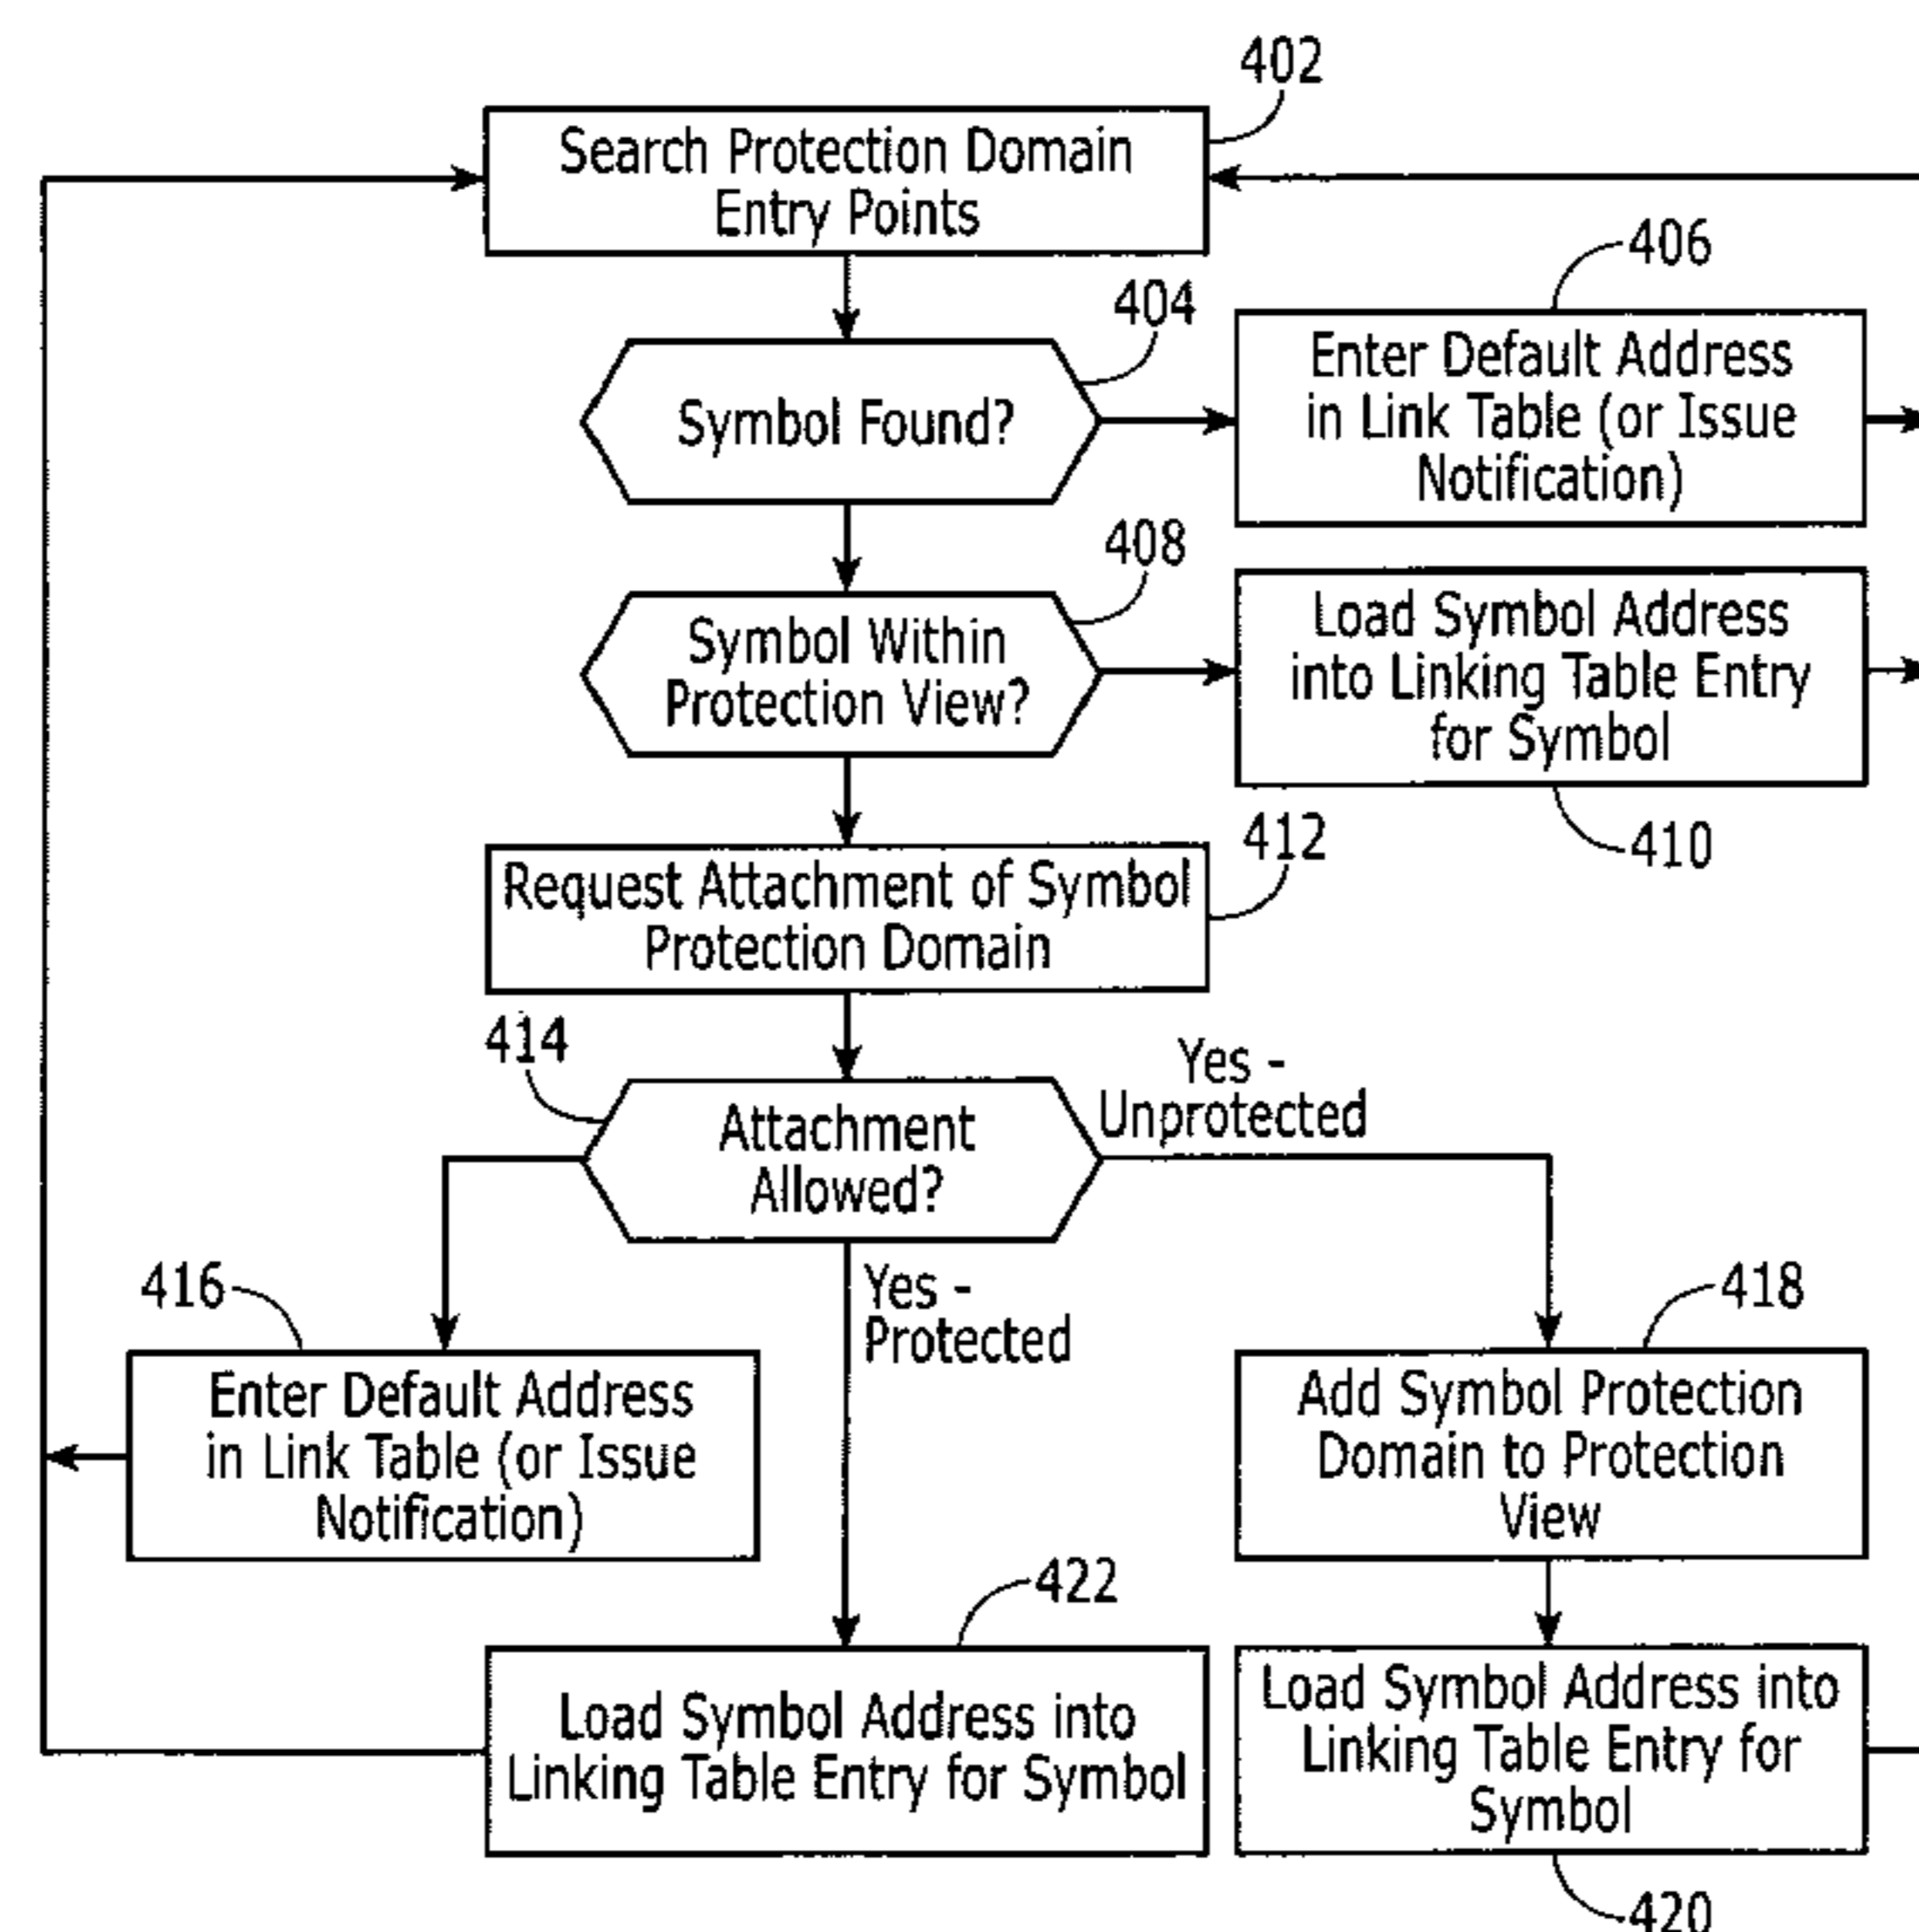 402
Search Protection Domain
Entry Points
404
Symbol Found?
406
Enter Default Address
in Link Table (or Issue
Notification)
408
Symbol Within
Protection View?
Load Symbol Address
into Linking Table Entry
for Symbol
410
412
Request Attachment of Symbol
Protection Domain
414
Attachment
Allowed?
Yes -
Unprotected
Yes -
Protected
416
Enter Default Address
in Link Table (or Issue
Notification)
418
Add Symbol Protection
Domain to Protection
View
422
Load Symbol Address into
Linking Table Entry for Symbol
Load Symbol Address into
Linking Table Entry for
Symbol
420